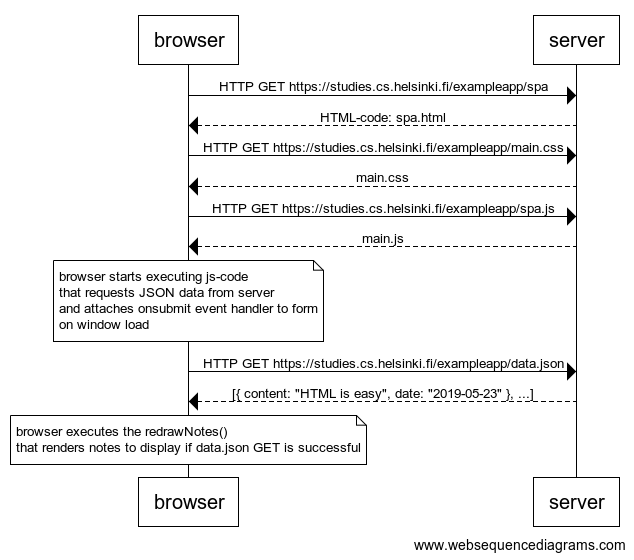 browser
server
HTTP GET https://studies.cs.helsinki.fi/exampleapp/spa
HTML-code: spa.html
HTTP GET https://studies.cs.helsinki.fi/exampleapp/main.css
main.css
HTTP GET https://studies.cs.helsinki.fi/exampleapp/spa.js
main.js
browser starts executing js-code
that requests JSON data from server
and attaches onsubmit event handler to form
on window load
HTTP GET https://studies.cs.helsinki.fi/exampleapp/data.json
[{ content: "HTML is easy", date: "2019-05-23" }, ...]
browser executes the redrawNotes()
that renders notes to display if data.json GET is successful
browser
server
www.websequencediagrams.com